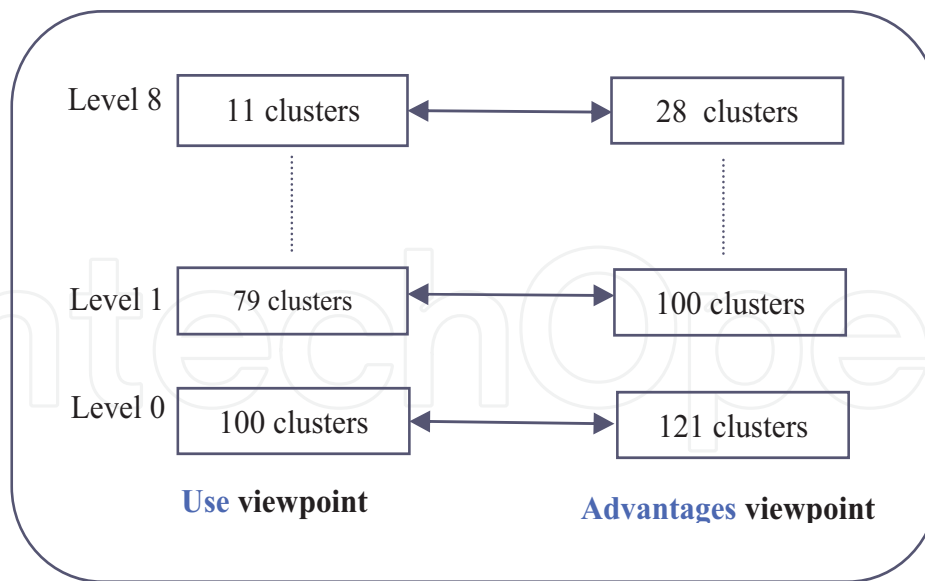 Level 8
11 clusters
28 clusters
Level 1
79 clusters
100 clusters
Level 0
100 clusters
121 clusters
Use viewpoint
Advantages viewpoint
ntechOpe